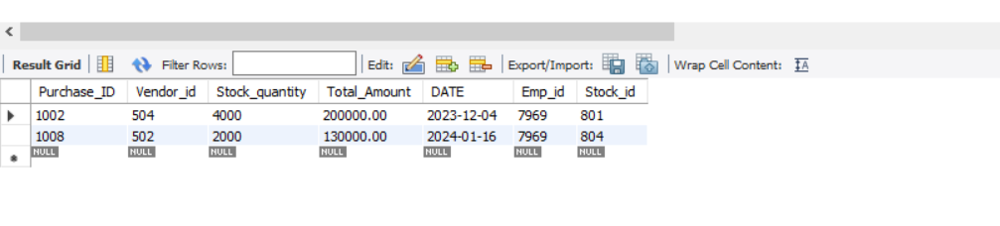 Result Grid Filter Rows: Edit: Export/Import: Wrap Cell Content: IA
Purchase_ID Vendor_id Stock_quantity Total_Amount DATE Emp_id Stock_id
1002 504 4000 200000.00 2023-12-04 7969 801
1008 502 2000 130000.00 2024-01-16 7969 804
NULL NULL NULL NULL NULL NULL NULL